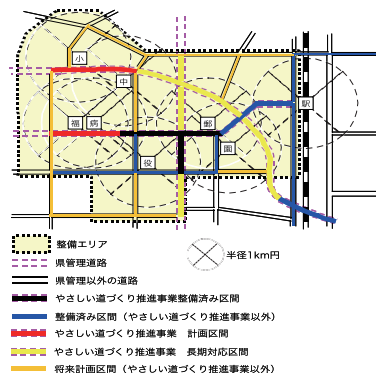 小
中
福 病
郵
駅
役
園
整備エリア
半径1km円
県管理道路
県管理以外の道路
やさしい道づくり推進事業整備済み区間
整備済み区間（やさしい道づくり推進事業以外）
やさしい道づくり推進事業　計画区間
やさしい道づくり推進事業　長期対応区間
将来計画区間（やさしい道づくり推進事業以外）